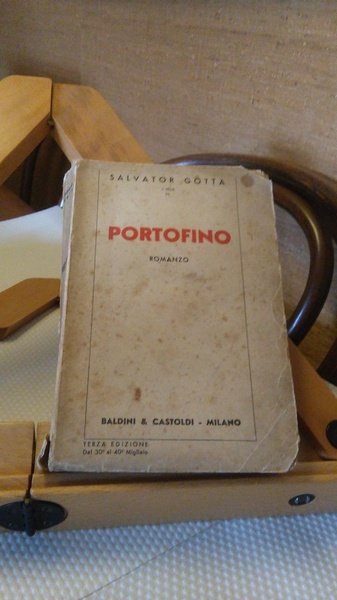 SALVATOR GOTTA
PORTOFINO
ROMANZO
BALDINI & CASTOLDI - MILANO
TERZA EDIZIONE
Dal 30° al 40° Migliaio